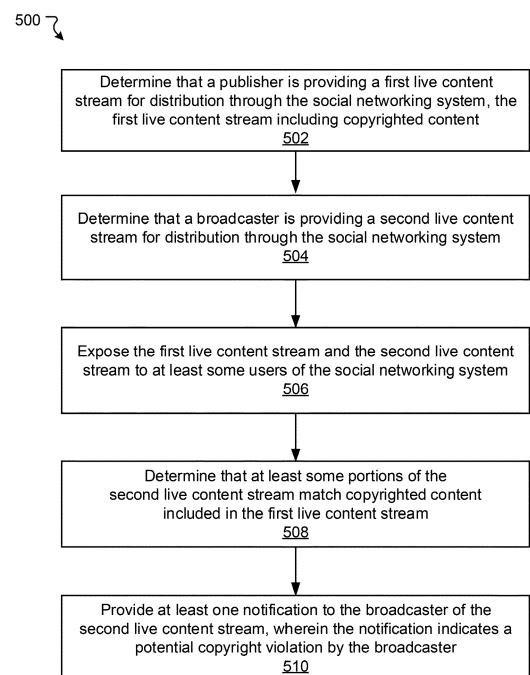 500
Determine that a publisher is providing a first live content
stream for distribution through the social networking system, the
first live content stream including copyrighted content
502
Determine that a broadcaster is providing a second live content
stream for distribution through the social networking system
504
Expose the first live content stream and the second live content
stream to at least some users of the social networking system
506
Determine that at least some portions of the
second live content stream match copyrighted content
included in the first live content stream
508
Provide at least one notification to the broadcaster of the
second live content stream, wherein the notification indicates a
potential copyright violation by the broadcaster
510